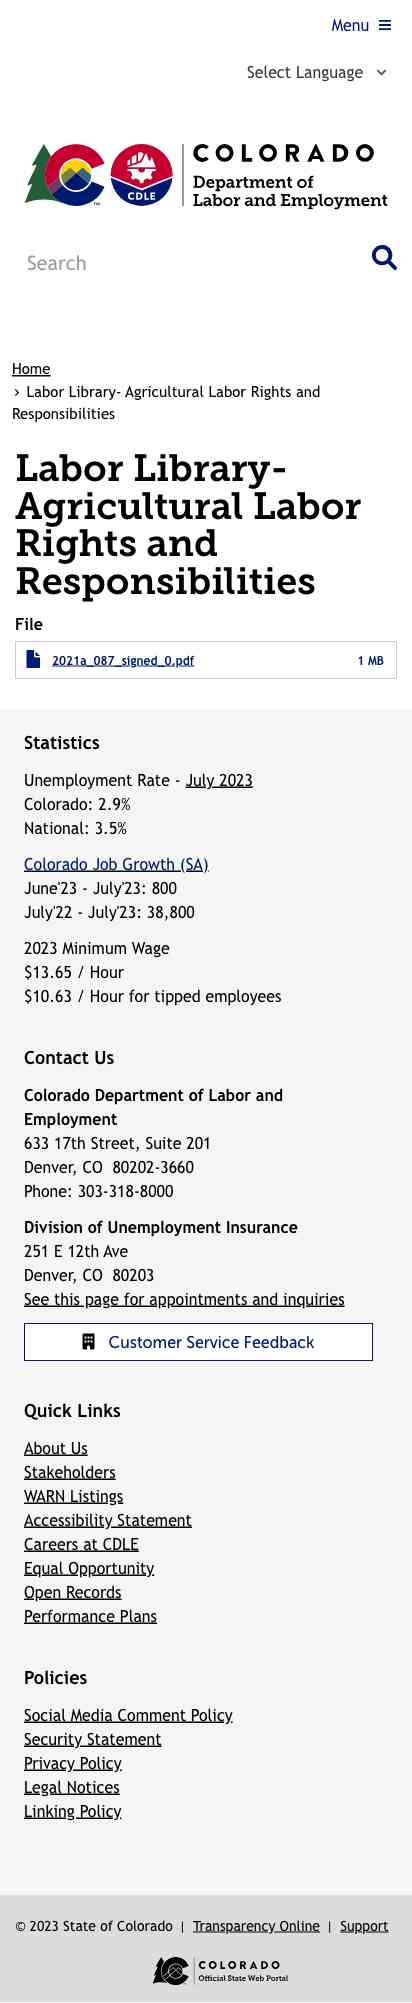 Menu
Select Language
COLORADO
Department of
Labor and Employment
CDLE
TM
Search
Home
› Labor Library- Agricultural Labor Rights and
Responsibilities
Labor Library-
Agricultural Labor
Rights and
Responsibilities
File
2021a_087_signed_0.pdf 1 MB
Statistics
Unemployment Rate - July 2023
Colorado: 2.9%
National: 3.5%
Colorado Job Growth (SA)
June'23 - July'23: 800
July'22 - July'23: 38,800
2023 Minimum Wage
$13.65 / Hour
$10.63 / Hour for tipped employees
Contact Us
Colorado Department of Labor and
Employment
633 17th Street, Suite 201
Denver, CO  80202-3660
Phone: 303-318-8000
Division of Unemployment Insurance
251 E 12th Ave
Denver, CO  80203
See this page for appointments and inquiries
Customer Service Feedback
Quick Links
About Us
Stakeholders
WARN Listings
Accessibility Statement
Careers at CDLE
Equal Opportunity
Open Records
Performance Plans
Policies
Social Media Comment Policy
Security Statement
Privacy Policy
Legal Notices
Linking Policy
© 2023 State of Colorado | Transparency Online | Support
COLORADO
Official State Web Portal